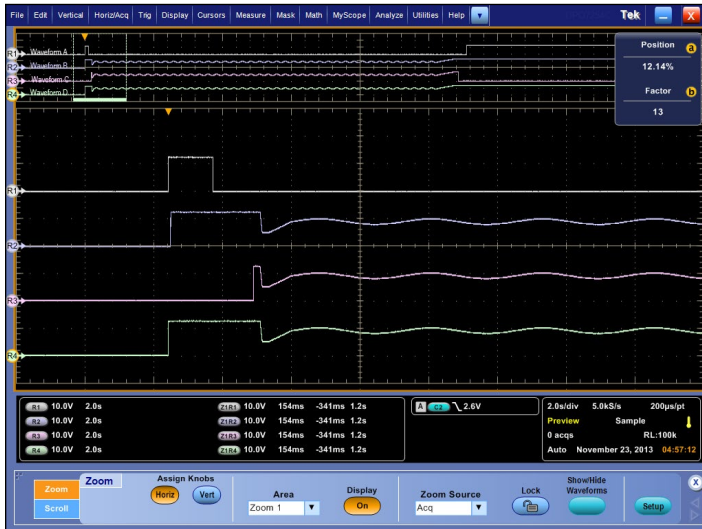 File Edit Vertical Horiz/Acq Trig Display Cursors Measure Mask Math MyScope Analyze Utilities Help Tek X
Position a
12.14%
Factor b
13
R1 Waveform A
R2 Waveform B
R3 Waveform C
R4 Waveform D
R1
R2
R3
R4
R1 10.0V 2.0s Z1R1 10.0V 154ms -341ms 1.2s
R2 10.0V 2.0s Z1R2 10.0V 154ms -341ms 1.2s
R3 10.0V 2.0s Z1R3 10.0V 154ms -341ms 1.2s
R4 10.0V 2.0s Z1R4 10.0V 154ms -341ms 1.2s
A C2 2.6V
2.0s/div 5.0kS/s 200µs/pt
Preview Sample
0 acqs RL:100k
Auto November 23, 2013 04:57:12
Zoom
Scroll
Zoom
Assign Knobs
Horiz Vert
Area
Zoom 1
Display
On
Zoom Source
Acq
Lock
Show/Hide
Waveforms
Setup
X